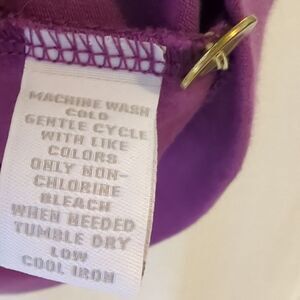 MACHINE WASH
COLD
GENTLE CYCLE
WITH LIKE
COLORS
ONLY NON-
CHLORINE
BLEACH
WHEN NEEDED
TUMBLE DRY
LOW
COOL IRON